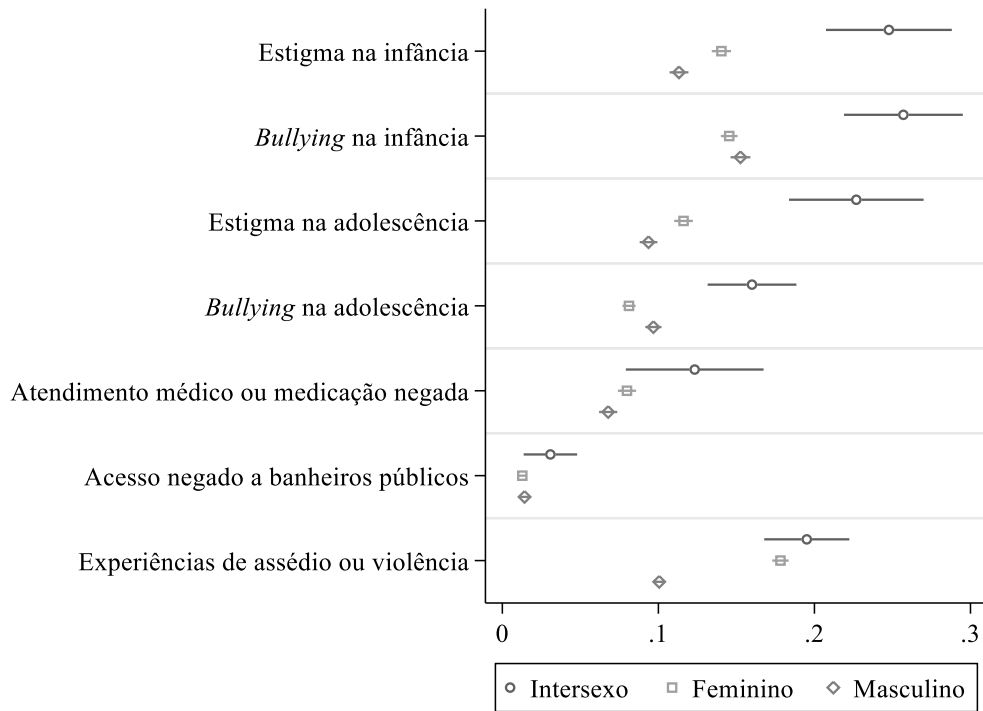 Estigma na infância
Bullying na infância
Estigma na adolescência
Bullying na adolescência
Atendimento médico ou medicação negada
Acesso negado a banheiros públicos
Experiências de assédio ou violência
0 .1 .2 .3
Intersexo Feminino Masculino